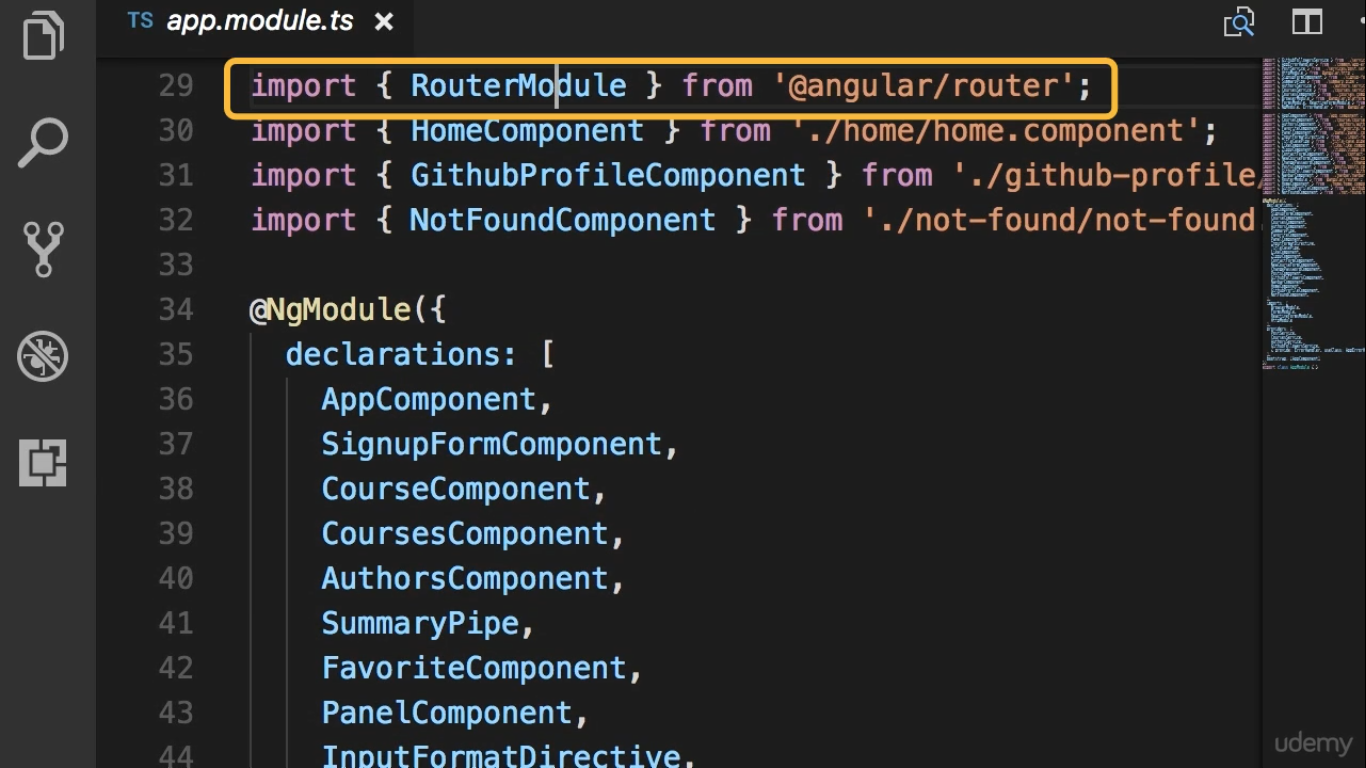 TS app.module.ts ×
29 import { RouterModule } from '@angular/router';
30 import { HomeComponent } from './home/home.component';
31 import { GithubProfileComponent } from './github-profile/
32 import { NotFoundComponent } from './not-found/not-found
33
34 @NgModule({
35 declarations: [
36 AppComponent,
37 SignupFormComponent,
38 CourseComponent,
39 CoursesComponent,
40 AuthorsComponent,
41 SummaryPipe,
42 FavoriteComponent,
43 PanelComponent,
44 InputFormatDirective,
udemy